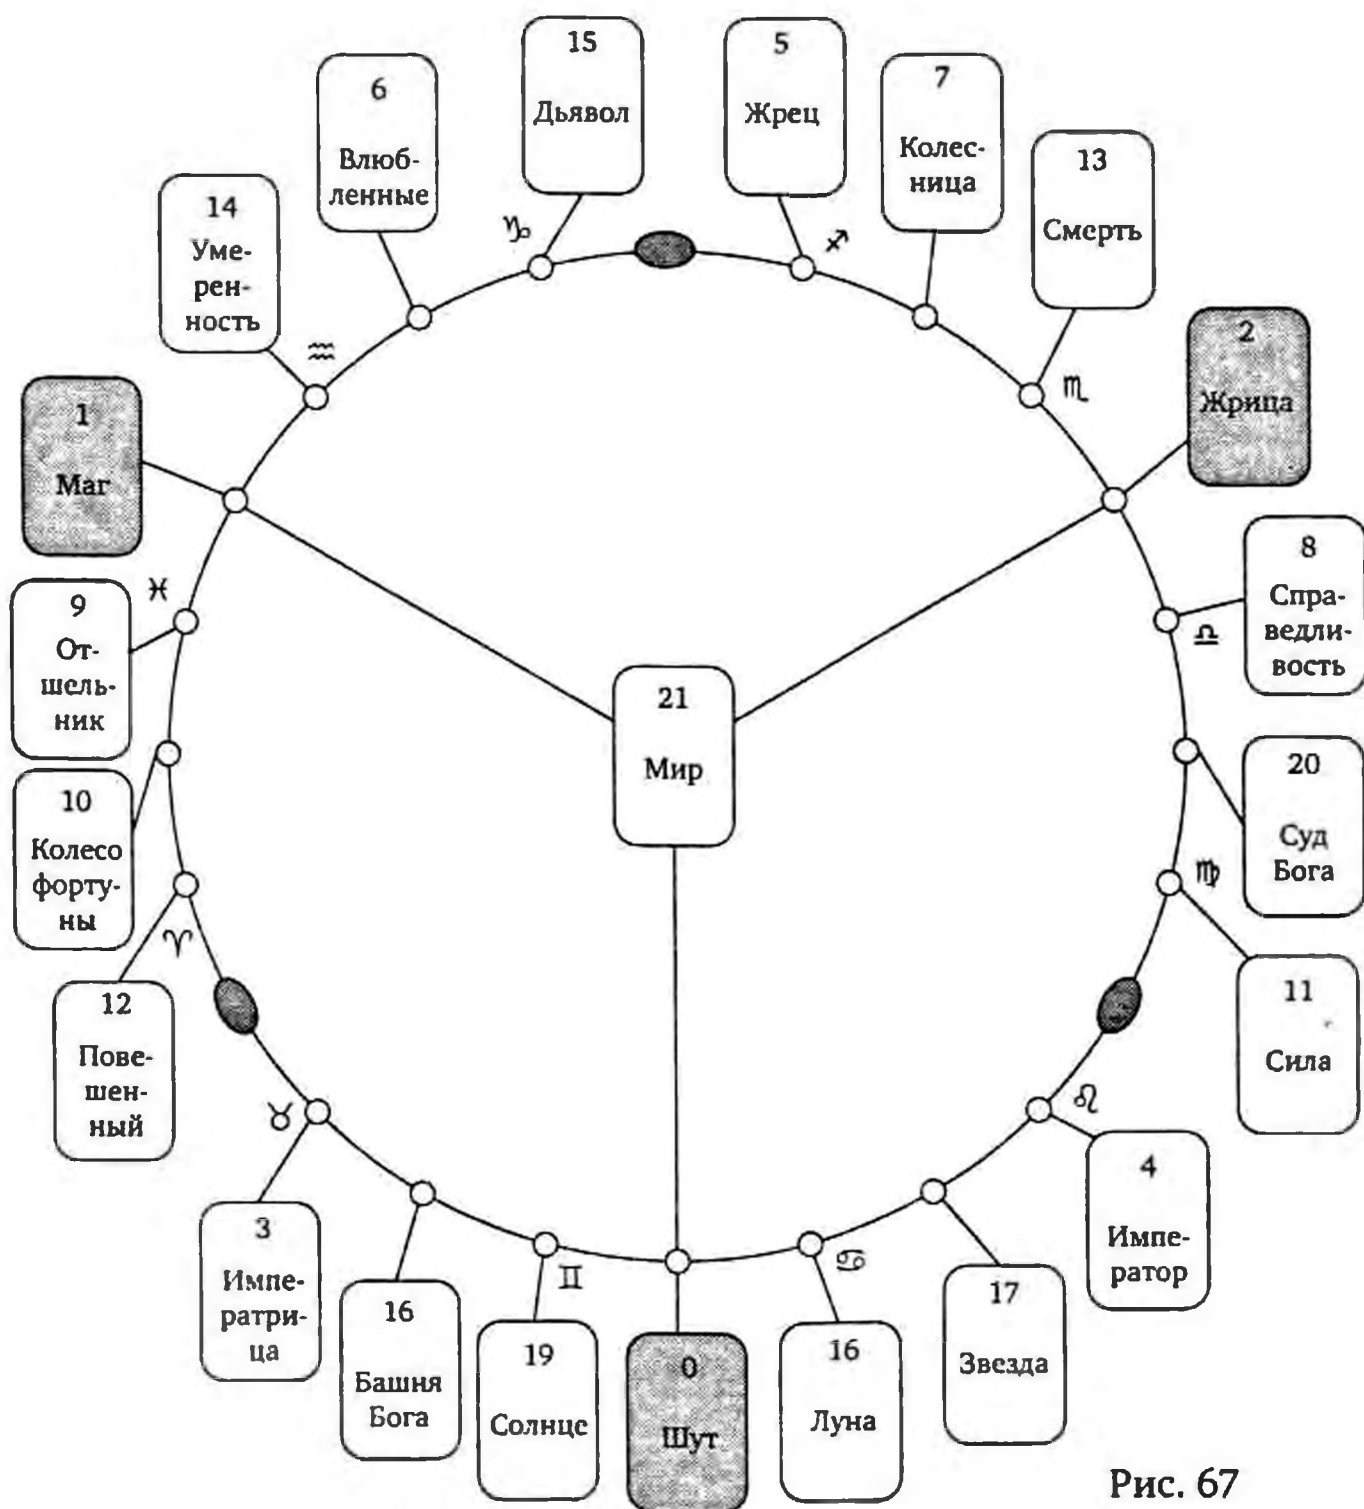 15
Дьявол
5
Жрец
6
Влюб-
ленные
7
Колес-
ница
13
Смерть
14
Уме-
рен-
ность
♑
♐
♒
♏
2
Жрица
1
Маг
8
Спра-
ведли-
вость
♓
9
От-
шель-
ник
♎
21
Мир
20
Суд
Бога
10
Колесо
форту-
ны
♍
♈
12
Пове-
шен-
ный
11
Сила
♉
♌
3
Импе-
ратри-
ца
4
Импе-
ратор
♊
♋
16
Башня
Бога
19
Солнце
0
Шут
16
Луна
17
Звезда
Рис. 67